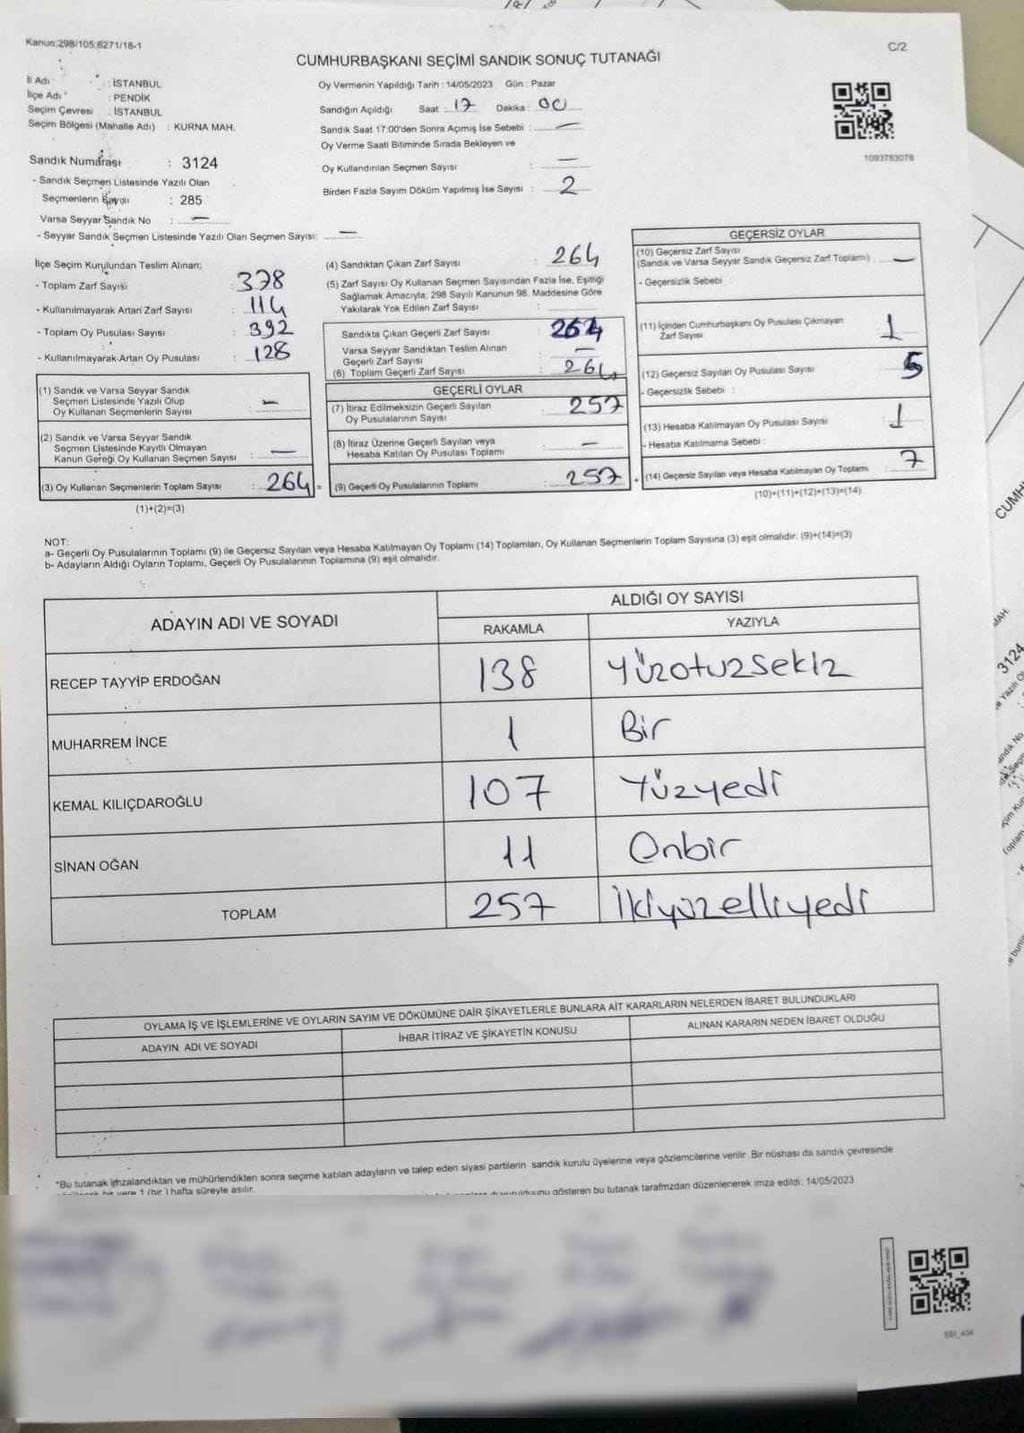 Kanun:298/105;6271/18-1
C/2
CUMHURBAŞKANI SEÇİMİ SANDIK SONUÇ TUTANAĞI
İl Adı : İSTANBUL
İlçe Adı : PENDİK
Seçim Çevresi : İSTANBUL
Seçim Bölgesi (Mahalle Adı) : KURNA MAH.
Sandık Numarası : 3124
- Sandık Seçmen Listesinde Yazılı Olan
Seçmenlerin Sayısı : 285
Varsa Seyyar Sandık No : —
- Seyyar Sandık Seçmen Listesinde Yazılı Olan Seçmen Sayısı: —
Oy Vermenin Yapıldığı Tarih : 14/05/2023 Gün : Pazar
Sandığın Açıldığı Saat : 17 Dakika : 00
Sandık Saat 17:00'den Sonra Açımış İse Sebebi : —
Oy Verme Saati Bitiminde Sırada Bekleyen ve
Oy Kullandırılan Seçmen Sayısı : —
Birden Fazla Sayım Döküm Yapılmış İse Sayısı : 2
1093783078
İlçe Seçim Kurulundan Teslim Alınan;
- Toplam Zarf Sayısı : 378
- Kullanılmayarak Artan Zarf Sayısı : 114
- Toplam Oy Pusulası Sayısı : 392
- Kullanılmayarak Artan Oy Pusulası : 128
(1) Sandık ve Varsa Seyyar Sandık
Seçmen Listesinde Yazılı Olup
Oy Kullanan Seçmenlerin Sayısı : —
(2) Sandık ve Varsa Seyyar Sandık
Seçmen Listesinde Kayıtlı Olmayan
Kanun Gereği Oy Kullanan Seçmen Sayısı : —
(3) Oy Kullanan Seçmenlerin Toplam Sayısı : 264
(1)+(2)=(3)
(4) Sandıktan Çıkan Zarf Sayısı : 264
(5) Zarf Sayısı Oy Kullanan Seçmen Sayısından Fazla İse, Eşitliği
Sağlamak Amacıyla; 298 Sayılı Kanunun 98. Maddesine Göre
Yakılarak Yok Edilen Zarf Sayısı :
Sandıkta Çıkan Geçerli Zarf Sayısı : 264
Varsa Seyyar Sandıktan Teslim Alınan
Geçerli Zarf Sayısı : —
(6) Toplam Geçerli Zarf Sayısı : 264
GEÇERLİ OYLAR
(7) İtiraz Edilmeksizin Geçerli Sayılan
Oy Pusulalarının Sayısı : 257
(8) İtiraz Üzerine Geçerli Sayılan veya
Hesaba Katılan Oy Pusulası Toplamı : —
(9) Geçerli Oy Pusulalarının Toplamı : 257
GEÇERSİZ OYLAR
(10) Geçersiz Zarf Sayısı
(Sandık ve Varsa Seyyar Sandık Geçersiz Zarf Toplamı) : —
- Geçersizlik Sebebi :
(11) İçinden Cumhurbaşkanı Oy Pusulası Çıkmayan
Zarf Sayısı : 1
(12) Geçersiz Sayılan Oy Pusulası Sayısı : 5
- Geçersizlik Sebebi :
(13) Hesaba Katılmayan Oy Pusulası Sayısı : 1
- Hesaba Katılmama Sebebi :
(14) Geçersiz Sayılan veya Hesaba Katılmayan Oy Toplamı : 7
(10)+(11)+(12)+(13)=(14)
NOT:
a- Geçerli Oy Pusulalarının Toplamı (9) ile Geçersiz Sayılan veya Hesaba Katılmayan Oy Toplamı (14) Toplamları, Oy Kullanan Seçmenlerin Toplam Sayısına (3) eşit olmalıdır. (9)+(14)=(3)
b- Adayların Aldığı Oyların Toplamı, Geçerli Oy Pusulalarının Toplamına (9) eşit olmalıdır.
ADAYIN ADI VE SOYADI
ALDIĞI OY SAYISI
RAKAMLA YAZIYLA
RECEP TAYYİP ERDOĞAN 138 Yüzotuzsekiz
MUHARREM İNCE 1 Bir
KEMAL KILIÇDAROĞLU 107 Yüzyedi
SİNAN OĞAN 11 Onbir
TOPLAM 257 İkiyüzelliyedi
OYLAMA İŞ VE İŞLEMLERİNE VE OYLARIN SAYIM VE DÖKÜMÜNE DAİR ŞİKAYETLERLE BUNLARA AİT KARARLARIN NELERDEN İBARET BULUNDUKLARI
ADAYIN ADI VE SOYADI İHBAR İTİRAZ VE ŞİKAYETİN KONUSU ALINAN KARARIN NEDEN İBARET OLDUĞU
"Bu tutanak imzalandıktan ve mühürlendikten sonra seçime katılan adayların ve talep eden siyasi partilerin sandık kurulu üyelerine veya gözlemcilerine verilir. Bir nüshası da sandık çevresinde
1 (bir) hafta süreyle asılır. gösteren bu tutanak tarafımızdan düzenlenerek imza edildi. 14/05/2023
CUMH
MAH.
3124